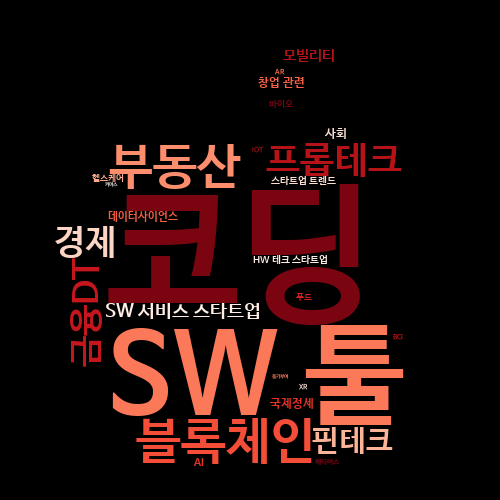 모빌리티
AR
창업 관련
바이오
사회
IOT
프롭테크
부동산
헬스케어
스타트업 트렌드
코딩
데이터사이언스
경제
HW 테크 스타트업
금융DT
푸드
SW 서비스 스타트업
SW 툴
XR
국제정세
블록체인
핀테크
AI
메타버스